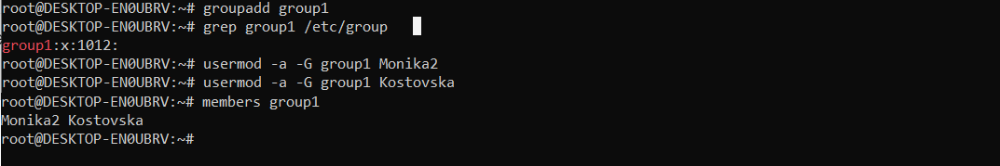 root@DESKTOP-EN0UBRV:~# groupadd group1
root@DESKTOP-EN0UBRV:~# grep group1 /etc/group
group1:x:1012:
root@DESKTOP-EN0UBRV:~# usermod -a -G group1 Monika2
root@DESKTOP-EN0UBRV:~# usermod -a -G group1 Kostovska
root@DESKTOP-EN0UBRV:~# members group1
Monika2 Kostovska
root@DESKTOP-EN0UBRV:~#